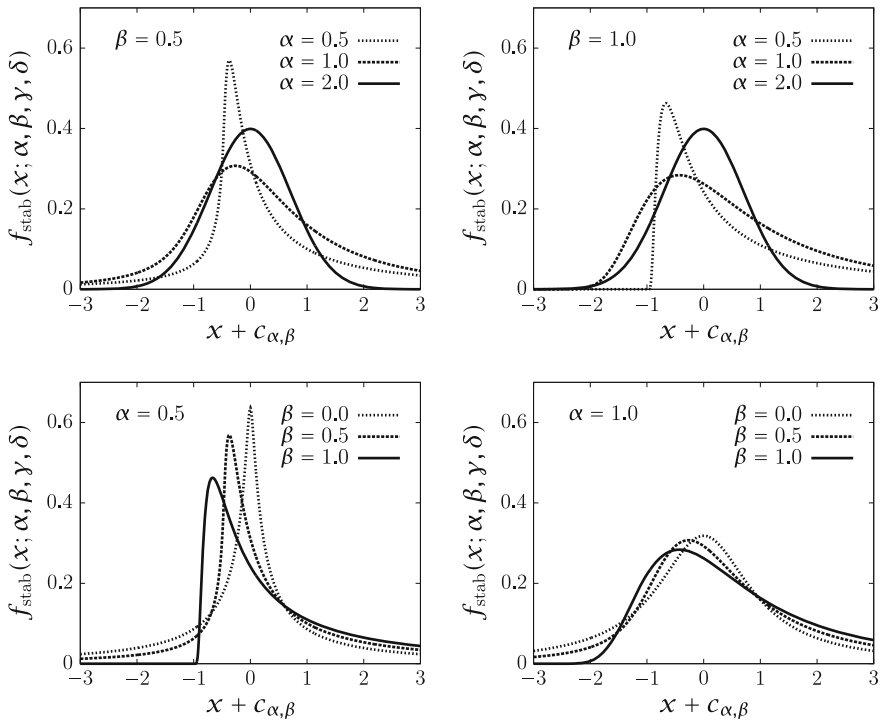 β = 0.5
α = 0.5
α = 1.0
α = 2.0
f_stab(x; α, β, γ, δ)
0.6
0.4
0.2
0
−3 −2 −1 0 1 2 3
x + c_α,β
β = 1.0
α = 0.5
α = 1.0
α = 2.0
f_stab(x; α, β, γ, δ)
0.6
0.4
0.2
0
−3 −2 −1 0 1 2 3
x + c_α,β
α = 0.5
β = 0.0
β = 0.5
β = 1.0
f_stab(x; α, β, γ, δ)
0.6
0.4
0.2
0
−3 −2 −1 0 1 2 3
x + c_α,β
α = 1.0
β = 0.0
β = 0.5
β = 1.0
f_stab(x; α, β, γ, δ)
0.6
0.4
0.2
0
−3 −2 −1 0 1 2 3
x + c_α,β